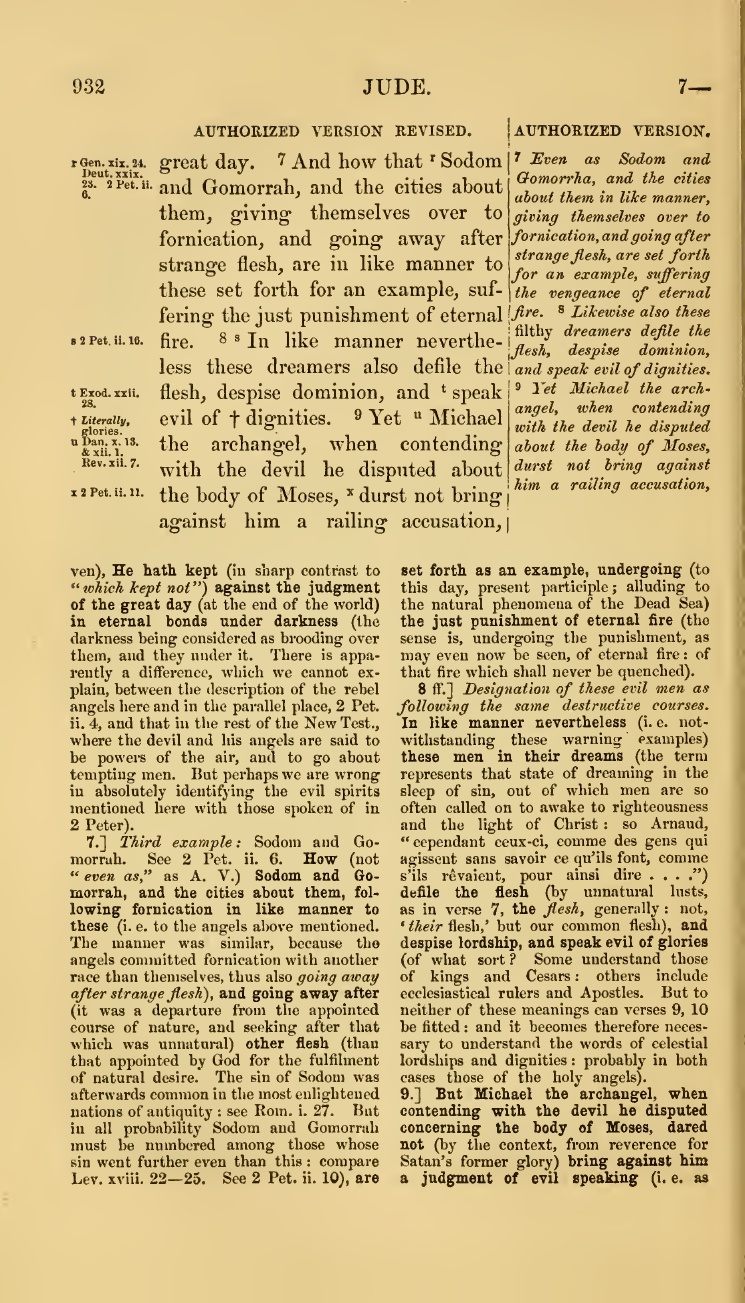 932
JUDE.
7—
AUTHORIZED VERSION REVISED.
r Gen. xix. 24.
Deut. xxix.
23. 2 Pet. ii.
6.
s 2 Pet. ii. 16.
t Exod. xxii.
28.
† Literally,
glories.
u Dan. x. 13.
& xii. 1.
Rev. xii. 7.
x 2 Pet. ii. 11.
great day. 7 And how that r Sodom
and Gomorrah, and the cities about
them, giving themselves over to
fornication, and going away after
strange flesh, are in like manner to
these set forth for an example, suf-
fering the just punishment of eternal
fire. 8 s In like manner neverthe-
less these dreamers also defile the
flesh, despise dominion, and t speak
evil of † dignities. 9 Yet u Michael
the archangel, when contending
with the devil he disputed about
the body of Moses, x durst not bring
against him a railing accusation,
AUTHORIZED VERSION.
7 Even as Sodom and
Gomorrha, and the cities
about them in like manner,
giving themselves over to
fornication, and going after
strange flesh, are set forth
for an example, suffering
the vengeance of eternal
fire. 8 Likewise also these
filthy dreamers defile the
flesh, despise dominion,
and speak evil of dignities.
9 Yet Michael the arch-
angel, when contending
with the devil he disputed
about the body of Moses,
durst not bring against
him a railing accusation,
ven), He hath kept (in sharp contrast to
“which kept not”) against the judgment
of the great day (at the end of the world)
in eternal bonds under darkness (the
darkness being considered as brooding over
them, and they under it. There is appa-
rently a difference, which we cannot ex-
plain, between the description of the rebel
angels here and in the parallel place, 2 Pet.
ii. 4, and that in the rest of the New Test.,
where the devil and his angels are said to
be powers of the air, and to go about
tempting men. But perhaps we are wrong
in absolutely identifying the evil spirits
mentioned here with those spoken of in
2 Peter).
7.] Third example: Sodom and Go-
morrah. See 2 Pet. ii. 6. How (not
“even as,” as A. V.) Sodom and Go-
morrah, and the cities about them, fol-
lowing fornication in like manner to
these (i. e. to the angels above mentioned.
The manner was similar, because the
angels committed fornication with another
race than themselves, thus also going away
after strange flesh), and going away after
(it was a departure from the appointed
course of nature, and seeking after that
which was unnatural) other flesh (than
that appointed by God for the fulfilment
of natural desire. The sin of Sodom was
afterwards common in the most enlightened
nations of antiquity : see Rom. i. 27. But
in all probability Sodom and Gomorrah
must be numbered among those whose
sin went further even than this : compare
Lev. xviii. 22—25. See 2 Pet. ii. 10), are
set forth as an example, undergoing (to
this day, present participle ; alluding to
the natural phenomena of the Dead Sea)
the just punishment of eternal fire (the
sense is, undergoing the punishment, as
may even now be seen, of eternal fire : of
that fire which shall never be quenched).
8 ff.] Designation of these evil men as
following the same destructive courses.
In like manner nevertheless (i. e. not-
withstanding these warning examples)
these men in their dreams (the term
represents that state of dreaming in the
sleep of sin, out of which men are so
often called on to awake to righteousness
and the light of Christ : so Arnaud,
“cependant ceux-ci, comme des gens qui
agissent sans savoir ce qu'ils font, comme
s'ils rêvaient, pour ainsi dire . . . .”)
defile the flesh (by unnatural lusts,
as in verse 7, the flesh, generally : not,
‘their flesh,’ but our common flesh), and
despise lordship, and speak evil of glories
(of what sort ? Some understand those
of kings and Cesars : others include
ecclesiastical rulers and Apostles. But to
neither of these meanings can verses 9, 10
be fitted : and it becomes therefore neces-
sary to understand the words of celestial
lordships and dignities : probably in both
cases those of the holy angels).
9.] But Michael the archangel, when
contending with the devil he disputed
concerning the body of Moses, dared
not (by the context, from reverence for
Satan's former glory) bring against him
a judgment of evil speaking (i. e. as